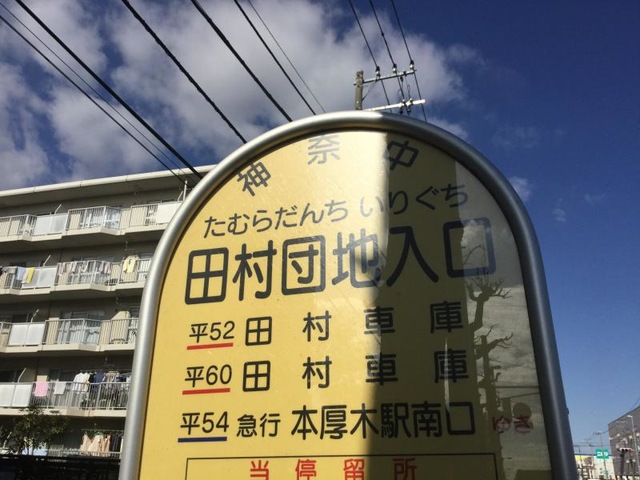 神奈中
たむらだんち いりぐち
田村団地入口
平52 田村車庫
平60 田村車庫
平54 急行 本厚木駅南口 ゆき
当停留所